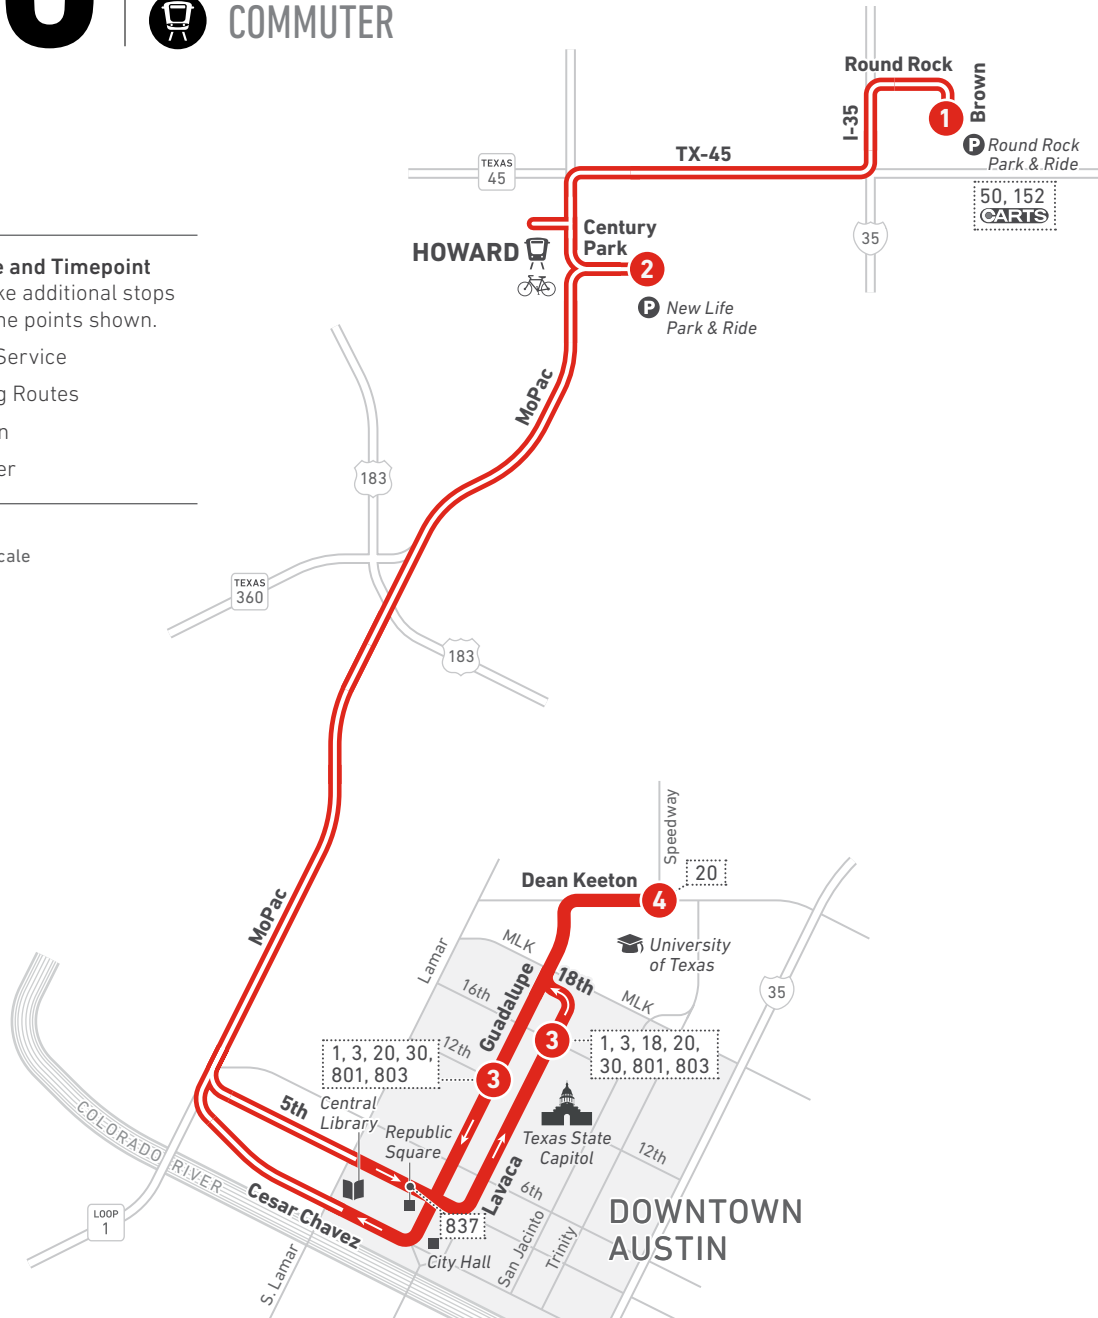 COMMUTER
Round Rock
Brown
I-35
1
P Round Rock
Park & Ride
TX-45
TEXAS
45
50, 152
CARTS
35
Century
Park
HOWARD
2
P New Life
Park & Ride
e and Timepoint
ke additional stops
ne points shown.
Service
g Routes
n
er
cale
MoPac
183
TEXAS
360
183
MoPac
Speedway
20
Dean Keeton
4
University
of Texas
MLK
Lamar
18th
MLK
35
16th
Guadalupe
12th
3
1, 3, 18, 20,
30, 801, 803
1, 3, 20, 30,
801, 803
3
5th
Central
Library
Republic
Square
Texas State
Capitol
12th
COLORADO RIVER
Lavaca
6th
Cesar Chavez
837
DOWNTOWN
AUSTIN
LOOP
1
City Hall
San Jacinto
Trinity
S. Lamar